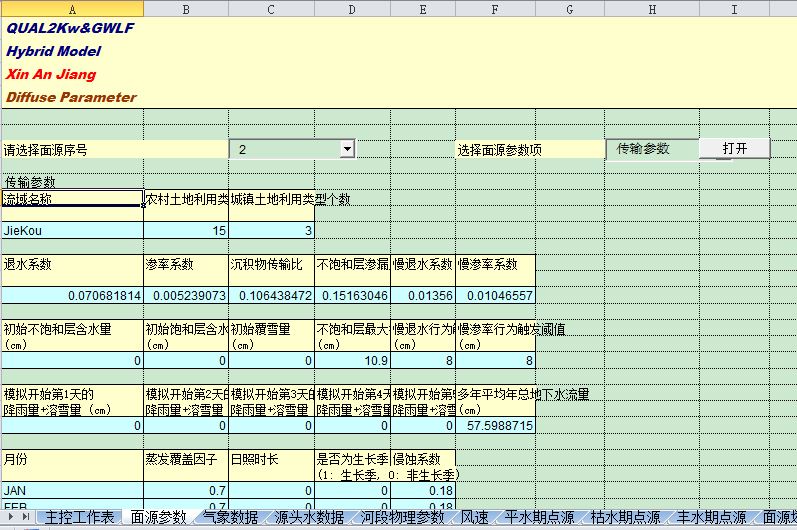 A B C D E F G H I
QUAL2Kw&GWLF
Hybrid Model
Xin An Jiang
Diffuse Parameter
请选择面源序号 2 选择面源参数项 传输参数 打开
传输参数
流域名称 农村土地利用类 城镇土地利用类型个数
JieKou 15 3
退水系数 渗率系数 沉积物传输比 不饱和层渗漏 慢退水系数 慢渗率系数
0.070681814 0.005239073 0.106438472 0.15163046 0.01356 0.01046557
初始不饱和层含水量 初始饱和层含水 初始覆雪量 不饱和层最大 慢退水行为 慢渗率行为触发阈值
(cm) (cm) (cm) (cm) (cm) (cm)
0 0 0 10.9 8 8
模拟开始第1天的 模拟开始第2天的 模拟开始第3天的 模拟开始第4天 模拟开始第 多年平均年总地下水流量
降雨量+溶雪量 (cm) 降雨量+溶雪量 降雨量+溶雪量 降雨量+溶雪量 降雨量+溶雪 (cm)
0 0 0 0 0 57.5988715
月份 蒸发覆盖因子 日照时长 是否为生长季 侵蚀系数
(1: 生长季, 0: 非生长季)
JAN 0.7 0 0 0.18
FEB 0.7 0 0 0.18
主控工作表 面源参数 气象数据 源头水数据 河段物理参数 风速 平水期点源 枯水期点源 丰水期点源 面源